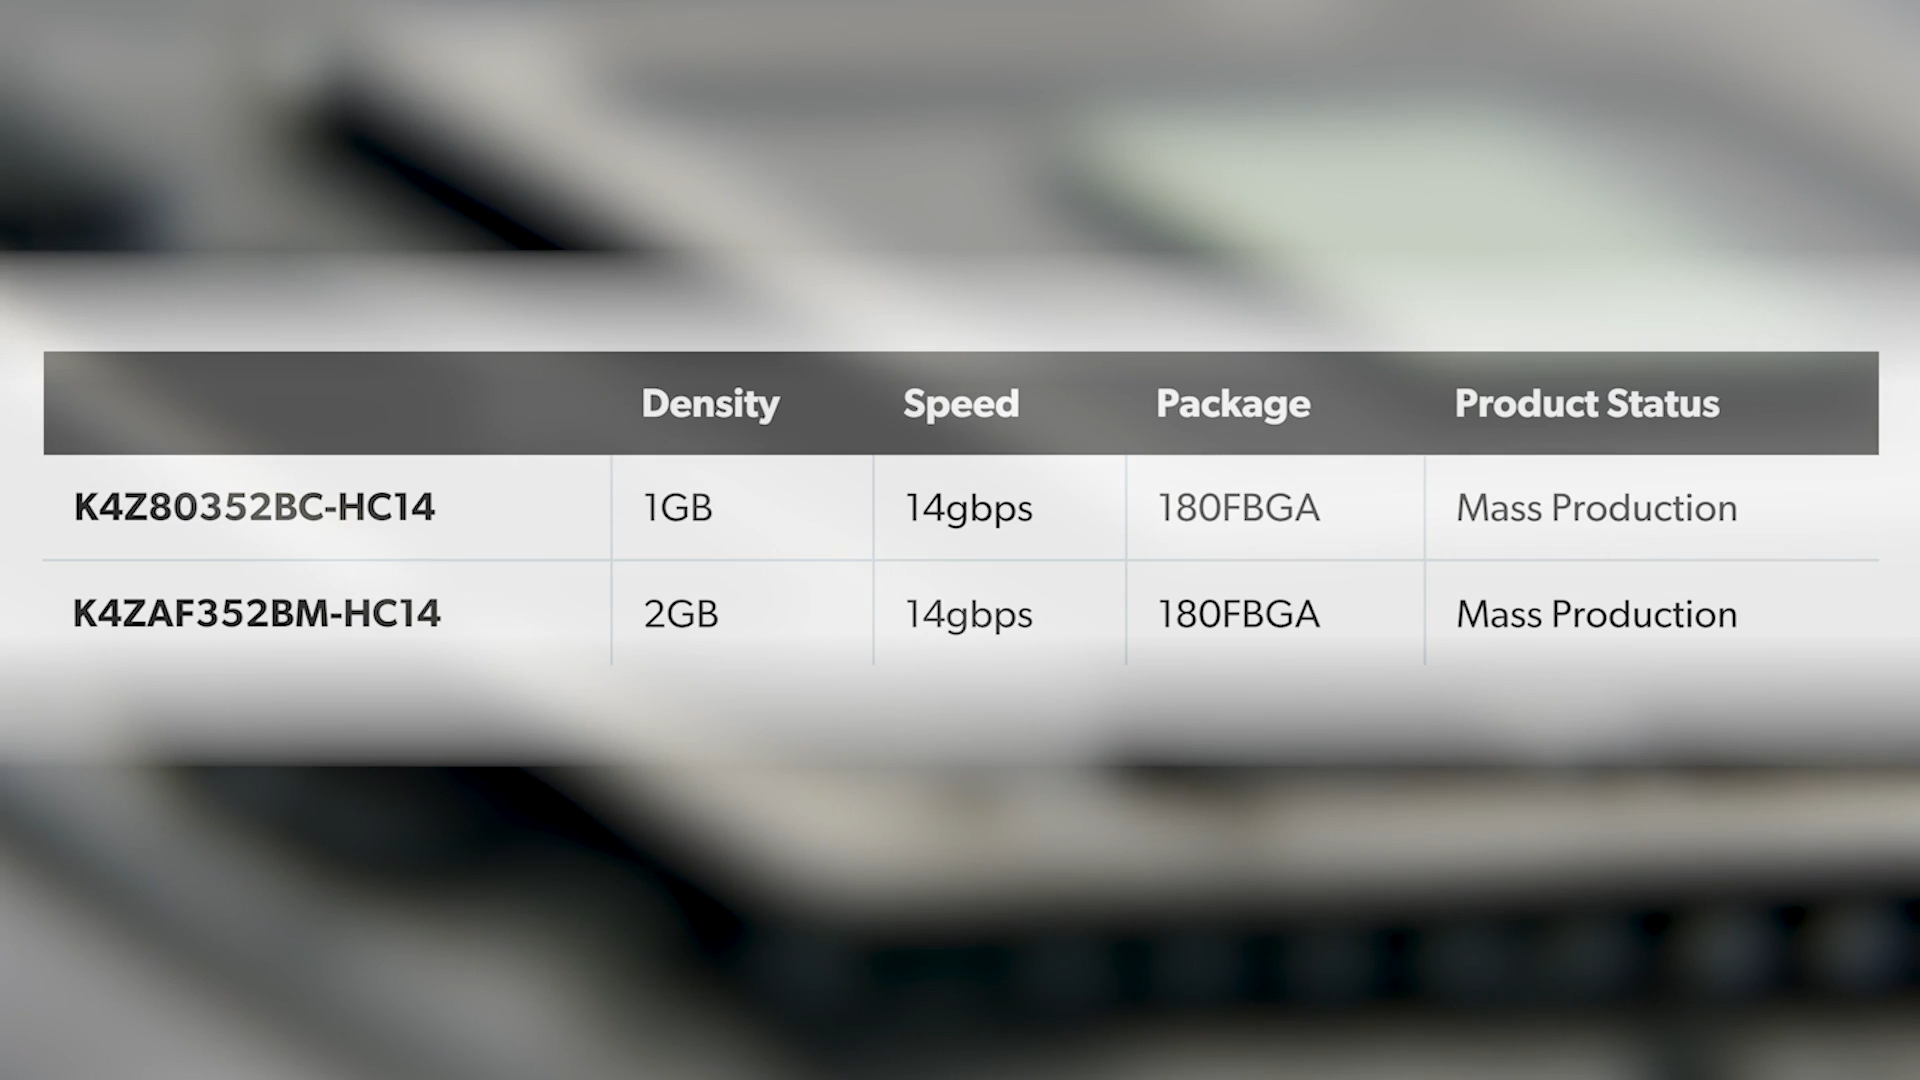 Density Speed Package Product Status
K4Z80352BC-HC14 1GB 14gbps 180FBGA Mass Production
K4ZAF352BM-HC14 2GB 14gbps 180FBGA Mass Production